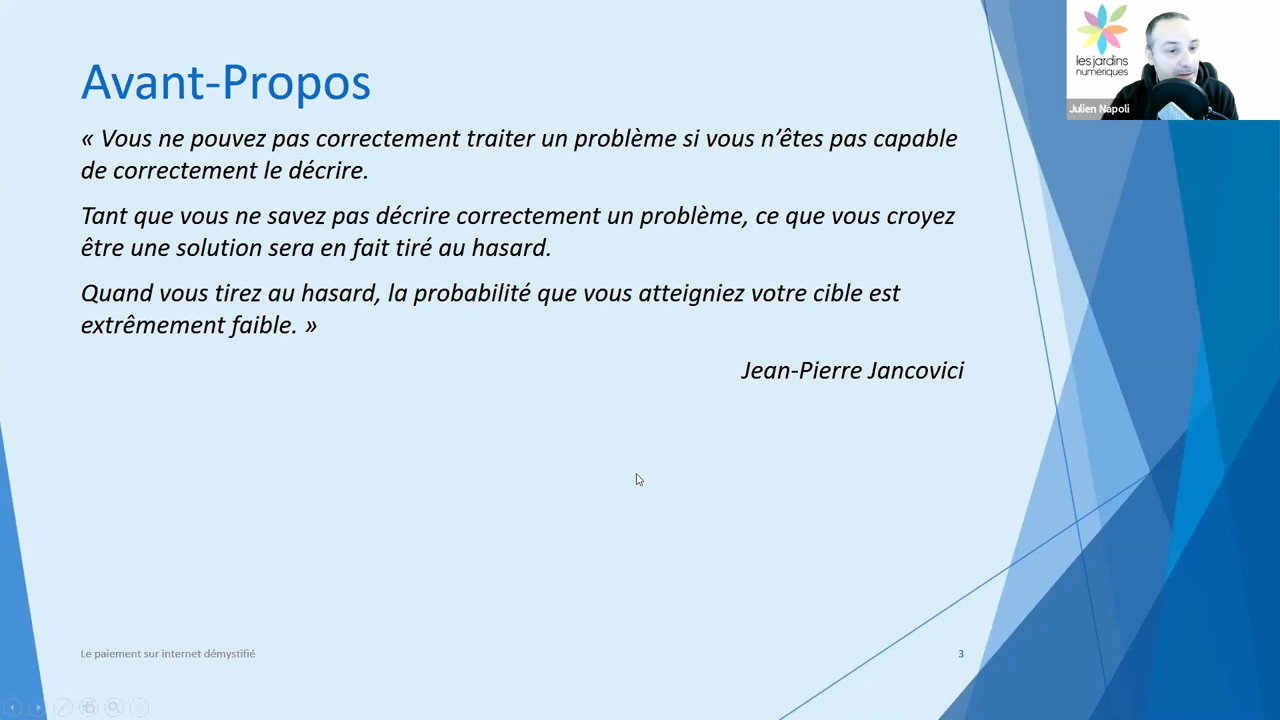 Avant-Propos
« Vous ne pouvez pas correctement traiter un problème si vous n’êtes pas capable
de correctement le décrire.
Tant que vous ne savez pas décrire correctement un problème, ce que vous croyez
être une solution sera en fait tiré au hasard.
Quand vous tirez au hasard, la probabilité que vous atteigniez votre cible est
extrêmement faible. »
Jean-Pierre Jancovici
Le paiement sur internet démystifié
3
les jardins
numeriques
Julien Napoli